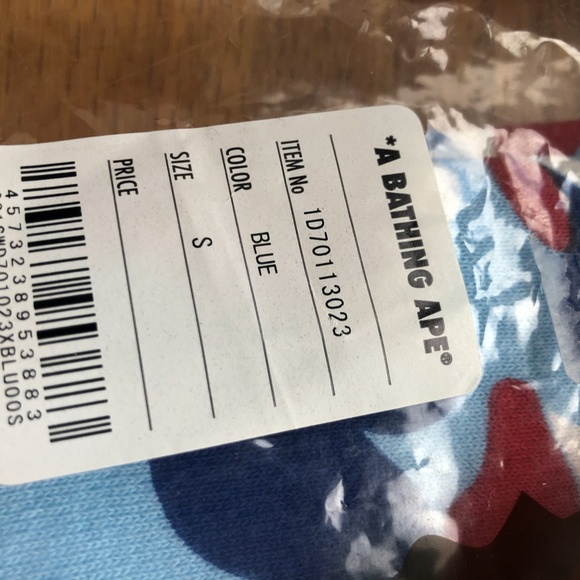 *A BATHING APE®
ITEM No 1D70113023
COLOR BLUE
SIZE S
PRICE
4573238953883